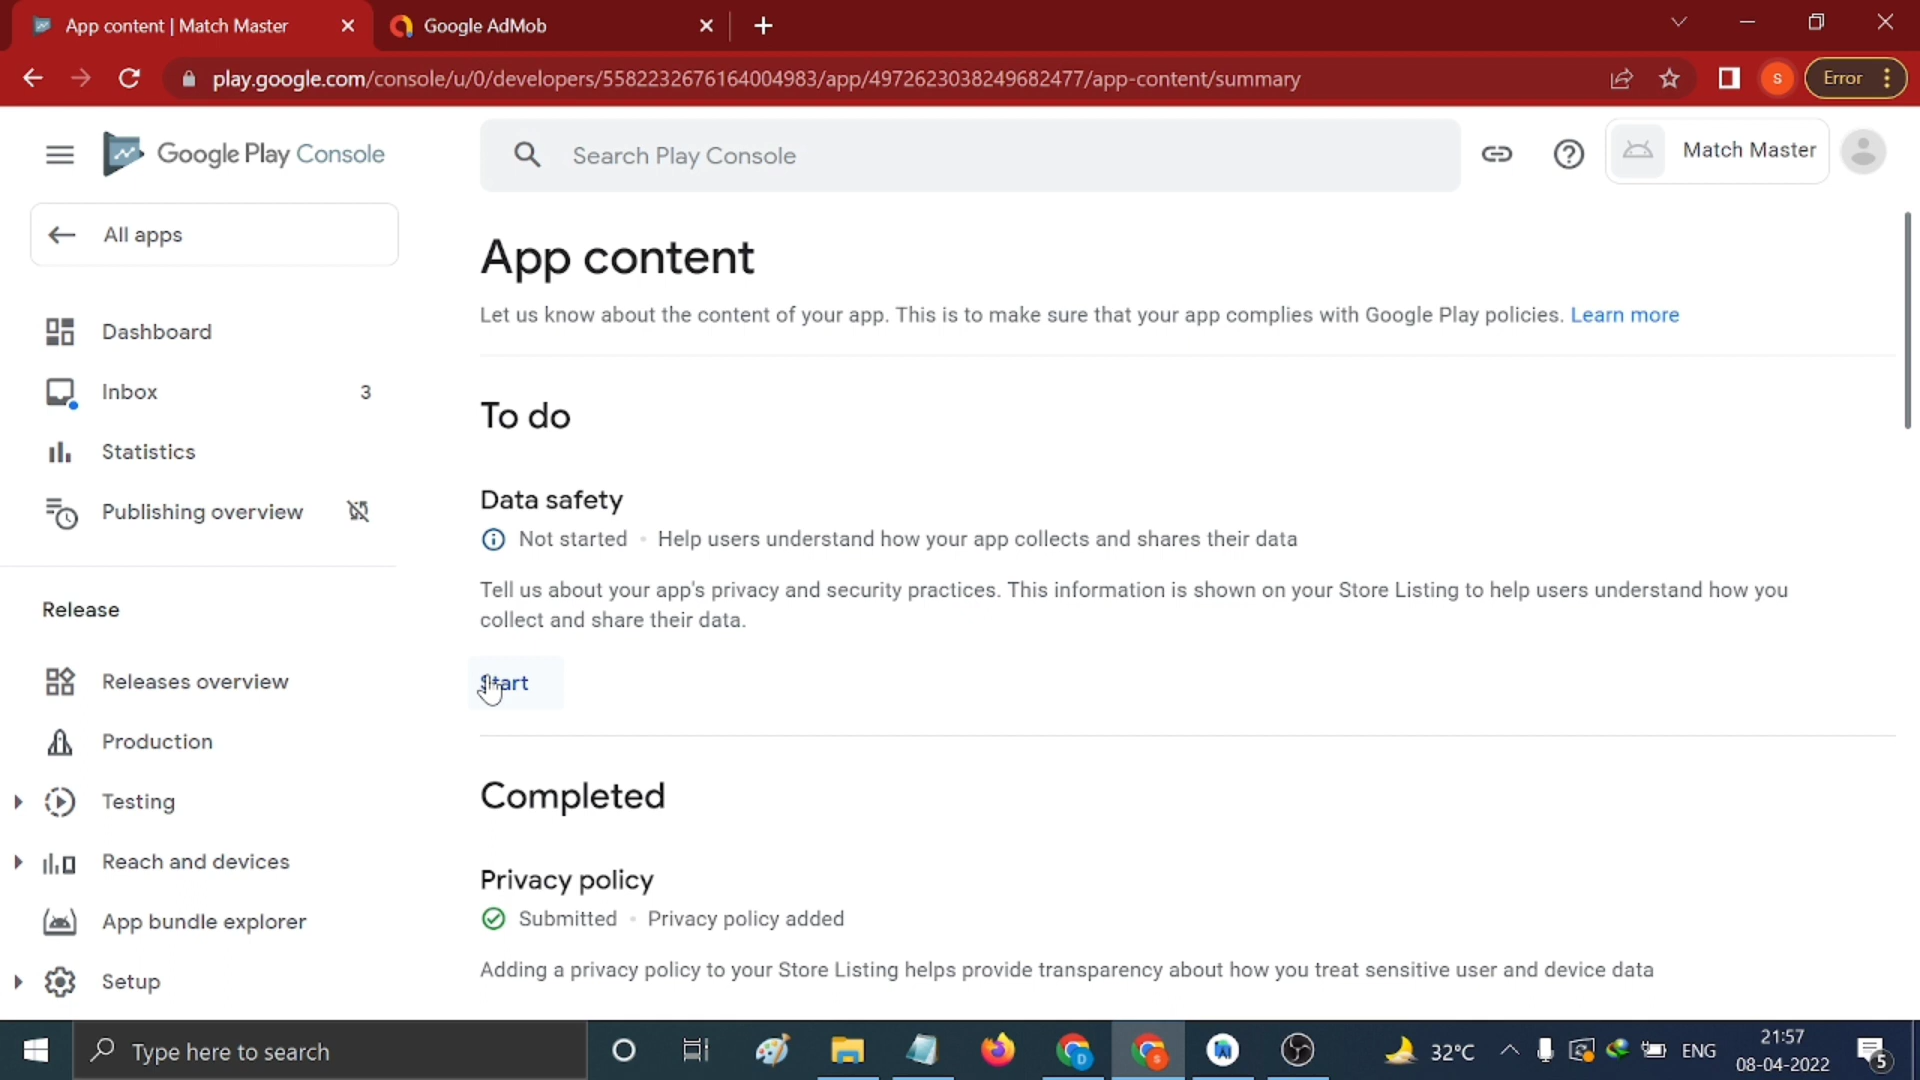 App content | Match Master
Google AdMob
play.google.com/console/u/0/developers/5582232676164004983/app/4972623038249682477/app-content/summary
S
Error
Google Play Console
Search Play Console
Match Master
All apps
Dashboard
Inbox 3
Statistics
Publishing overview
Release
Releases overview
Production
Testing
Reach and devices
App bundle explorer
Setup
App content
Let us know about the content of your app. This is to make sure that your app complies with Google Play policies. Learn more
To do
Data safety
Not started • Help users understand how your app collects and shares their data
Tell us about your app's privacy and security practices. This information is shown on your Store Listing to help users understand how you
collect and share their data.
Start
Completed
Privacy policy
Submitted • Privacy policy added
Adding a privacy policy to your Store Listing helps provide transparency about how you treat sensitive user and device data
Type here to search
D
S
32°C
ENG
21:57
08-04-2022
5